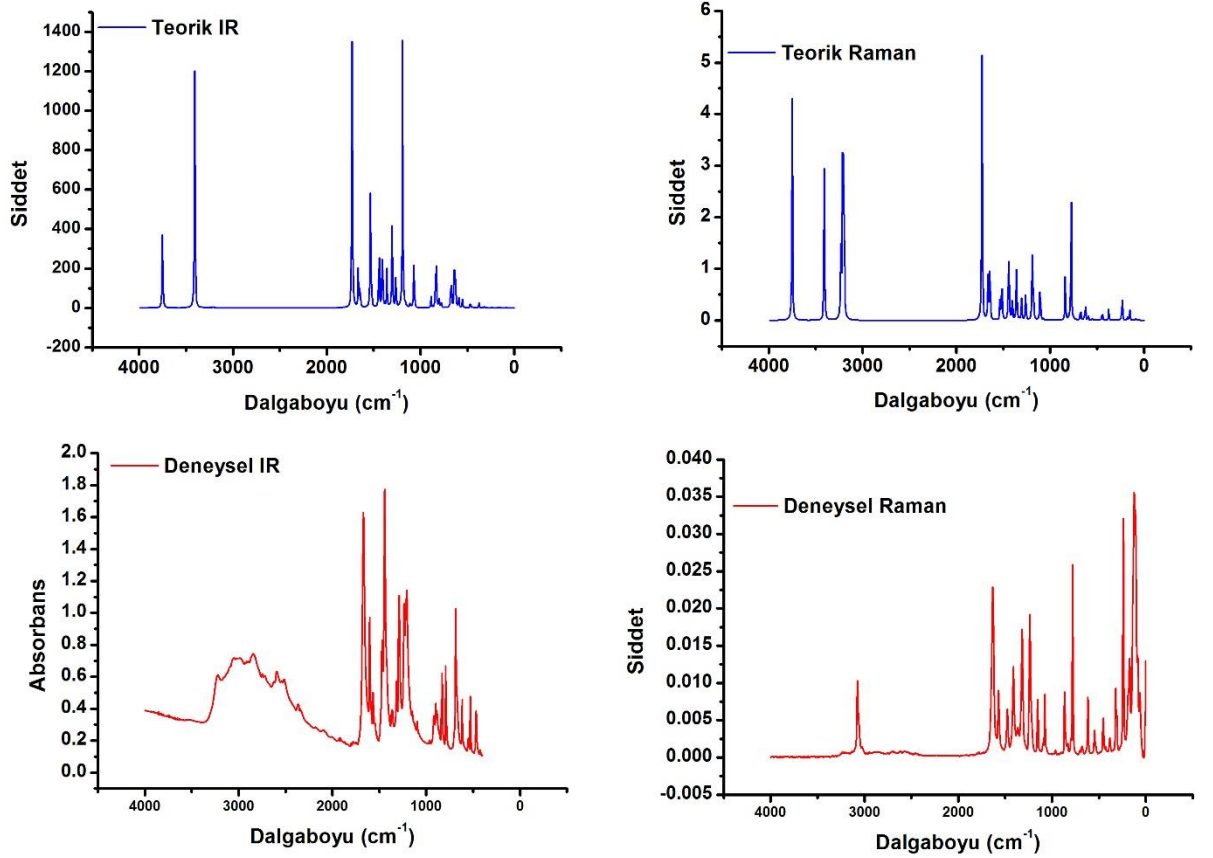 Teorik IR
1400
1200
1000
800
600
400
200
0
-200
Siddet
4000 3000 2000 1000 0
Dalgaboyu (cm⁻¹)
Teorik Raman
6
5
4
3
2
1
0
Siddet
4000 3000 2000 1000 0
Dalgaboyu (cm⁻¹)
Deneysel IR
2.0
1.8
1.6
1.4
1.2
1.0
0.8
0.6
0.4
0.2
0.0
Absorbans
4000 3000 2000 1000 0
Dalgaboyu (cm⁻¹)
Deneysel Raman
0.040
0.035
0.030
0.025
0.020
0.015
0.010
0.005
0.000
-0.005
Siddet
4000 3000 2000 1000 0
Dalgaboyu (cm⁻¹)